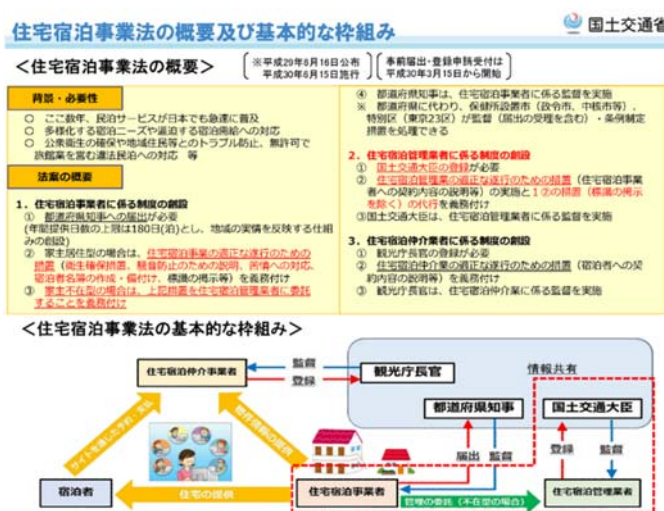 住宅宿泊事業法の概要及び基本的な枠組み
国土交通省
<住宅宿泊事業法の概要>
※平成29年6月16日公布
平成30年6月15日施行
事前届出・登録申請受付は
平成30年3月15日から開始
背景・必要性
○ ここ数年、民泊サービスが日本でも急速に普及
○ 多様化する宿泊ニーズや逼迫する宿泊供給への対応
○ 公衆衛生の確保や地域住民等とのトラブル防止、無許可で
旅館業を営む違法民泊への対応 等
法案の概要
1.住宅宿泊事業者に係る制度の創設
① 都道府県知事への届出が必要
(年間提供日数の上限は180日(泊)とし、地域の実情を反映する仕組
みの創設)
② 家主居住型の場合は、住宅宿泊事業の適正な遂行のための
措置(衛生確保措置、騒音防止のための説明、苦情への対応、
宿泊者名簿の作成・備付け、標識の掲示等)を義務付け
③ 家主不在型の場合は、上記措置を住宅宿泊管理業者に委託
することを義務付け
④ 都道府県知事は、住宅宿泊事業者に係る監督を実施
※ 都道府県に代わり、保健所設置市(政令市、中核市等)、
特別区(東京23区)が監督(届出の受理を含む)・条例制定
措置を処理できる
2.住宅宿泊管理業者に係る制度の創設
① 国土交通大臣の登録が必要
② 住宅宿泊管理業の適正な遂行のための措置(住宅宿泊事業
者への契約内容の説明等)の実施と1②の措置(標識の掲示
を除く)の代行を義務付け
③国土交通大臣は、住宅宿泊管理業者に係る監督を実施
3.住宅宿泊仲介業者に係る制度の創設
① 観光庁長官の登録が必要
② 住宅宿泊仲介業の適正な遂行のための措置(宿泊者への契
約内容の説明等)を義務付け
③ 観光庁長官は、住宅宿泊仲介業に係る監督を実施
<住宅宿泊事業法の基本的な枠組み>
住宅宿泊仲介事業者
監督
登録
観光庁長官
情報共有
都道府県知事
国土交通大臣
サイトを通じた予約・支払
物件情報の提供
届出
監督
登録
監督
宿泊者
住宅の提供
住宅宿泊事業者
管理の委託(不在型の場合)
住宅宿泊管理業者